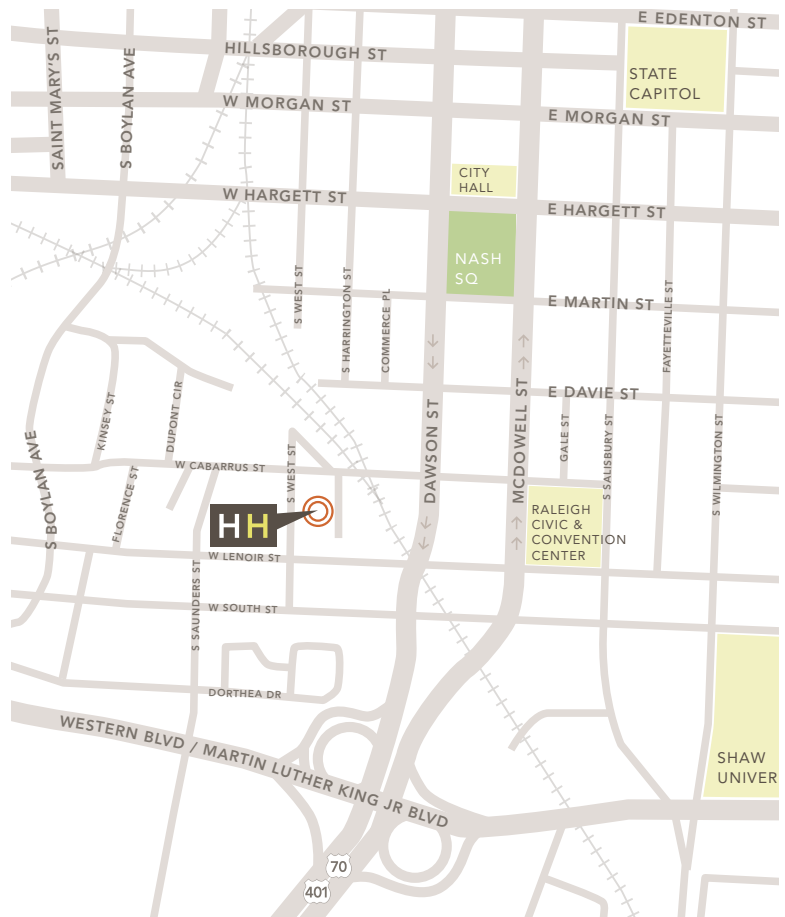 E EDENTON ST
HILLSBOROUGH ST
SAINT MARY'S ST
S BOYLAN AVE
STATE
CAPITOL
W MORGAN ST
E MORGAN ST
CITY
HALL
W HARGETT ST
E HARGETT ST
NASH
SQ
S WEST ST
S HARRINGTON ST
COMMERCE PL
E MARTIN ST
FAYETTEVILLE ST
KINSEY ST
DUPONT CIR
E DAVIE ST
DAWSON ST
MCDOWELL ST
GALE ST
S SALISBURY ST
S WILMINGTON ST
S BOYLAN AVE
FLORENCE ST
W CABARRUS ST
S WEST ST
HH
RALEIGH
CIVIC &
CONVENTION
CENTER
W LENOIR ST
S SAUNDERS ST
W SOUTH ST
DORTHEA DR
WESTERN BLVD / MARTIN LUTHER KING JR BLVD
SHAW
UNIVER
70
401